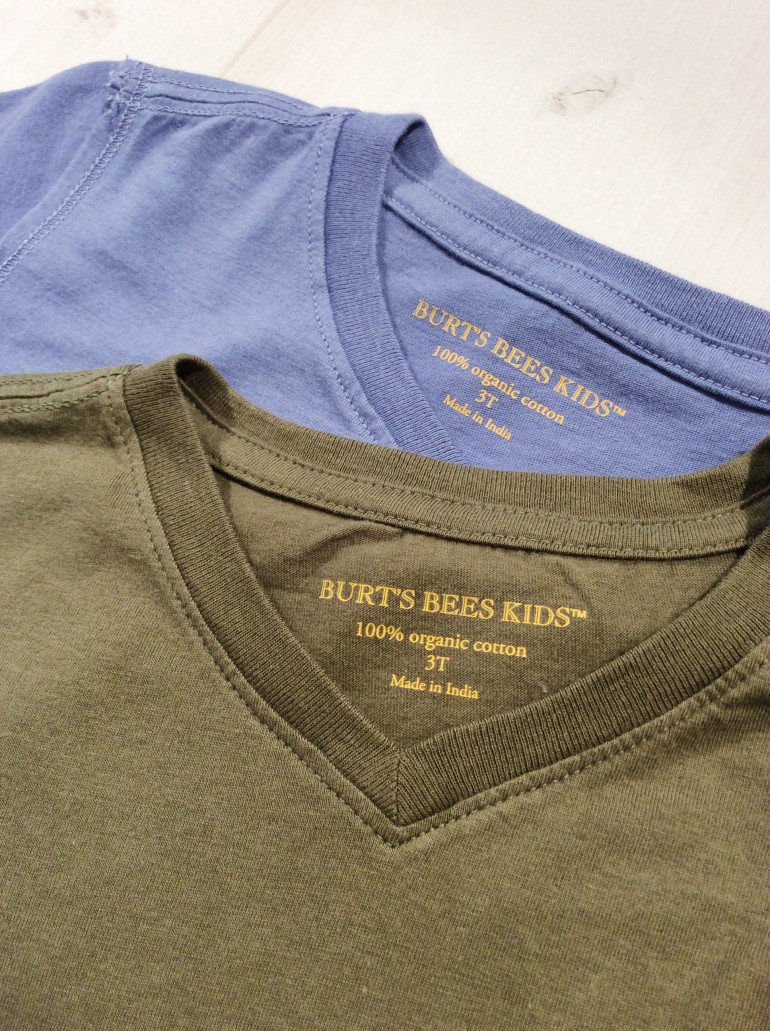 BURT'S BEES KIDS™
100% organic cotton
3T
Made in India
BURT'S BEES KIDS™
100% organic cotton
3T
Made in India